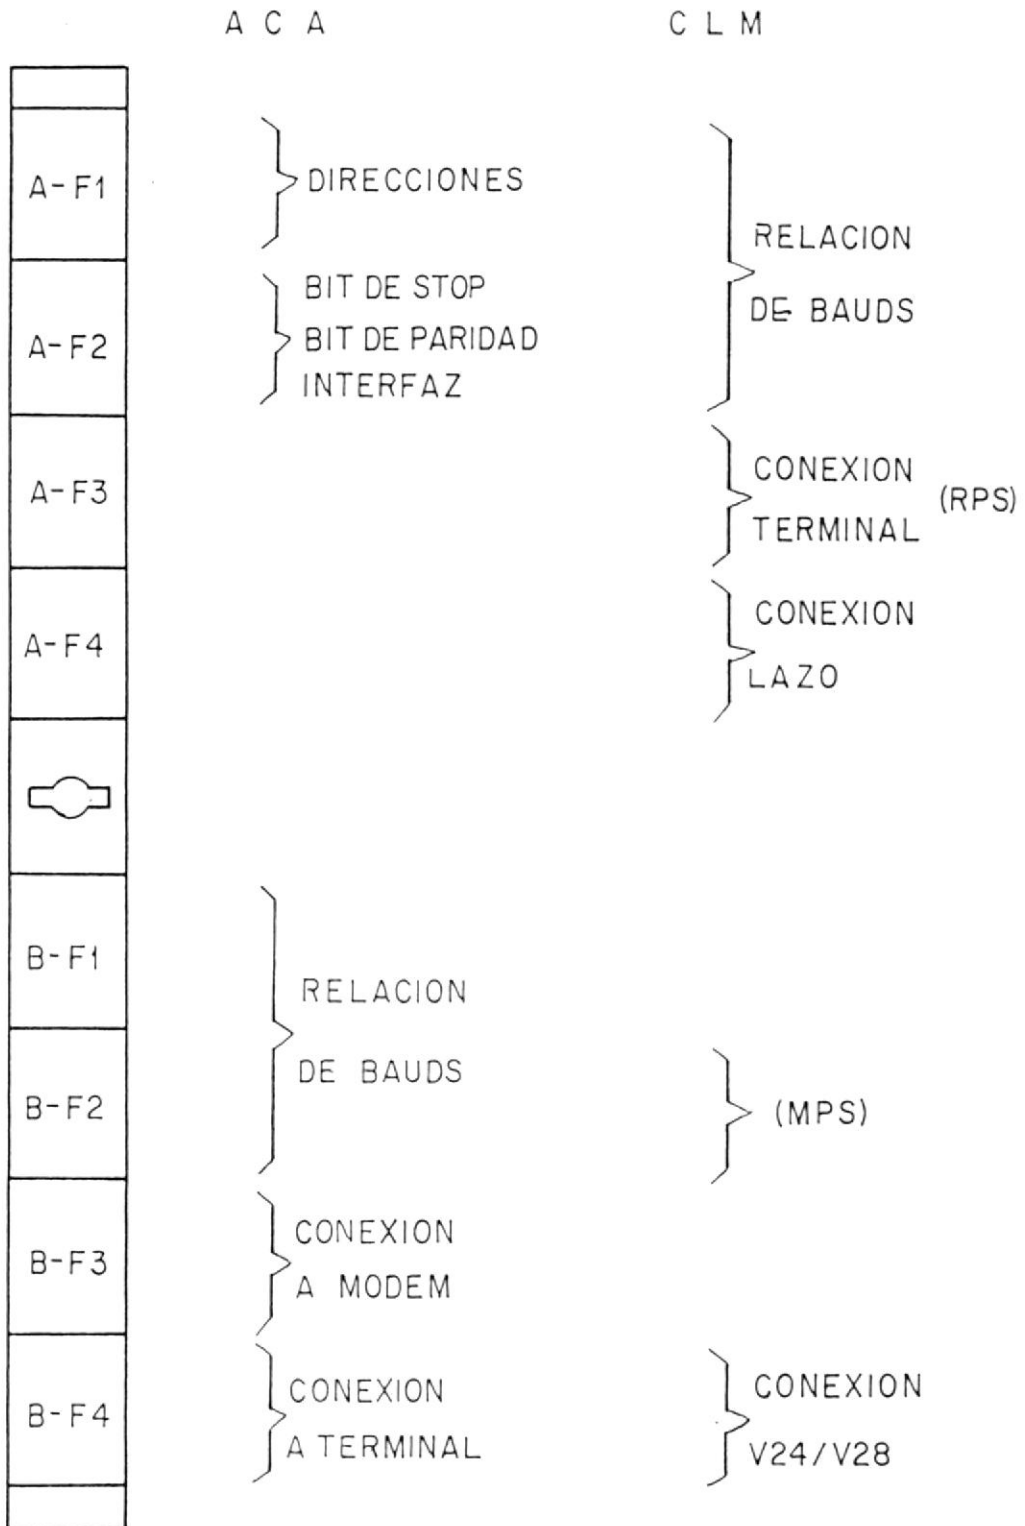 A C A
C L M
A-F1
DIRECCIONES
RELACION
DE BAUDS
A-F2
BIT DE STOP
BIT DE PARIDAD
INTERFAZ
A-F3
CONEXION
TERMINAL
(RPS)
A-F4
CONEXION
LAZO
B-F1
RELACION
DE BAUDS
B-F2
(MPS)
B-F3
CONEXION
A MODEM
B-F4
CONEXION
A TERMINAL
CONEXION
V24/V28